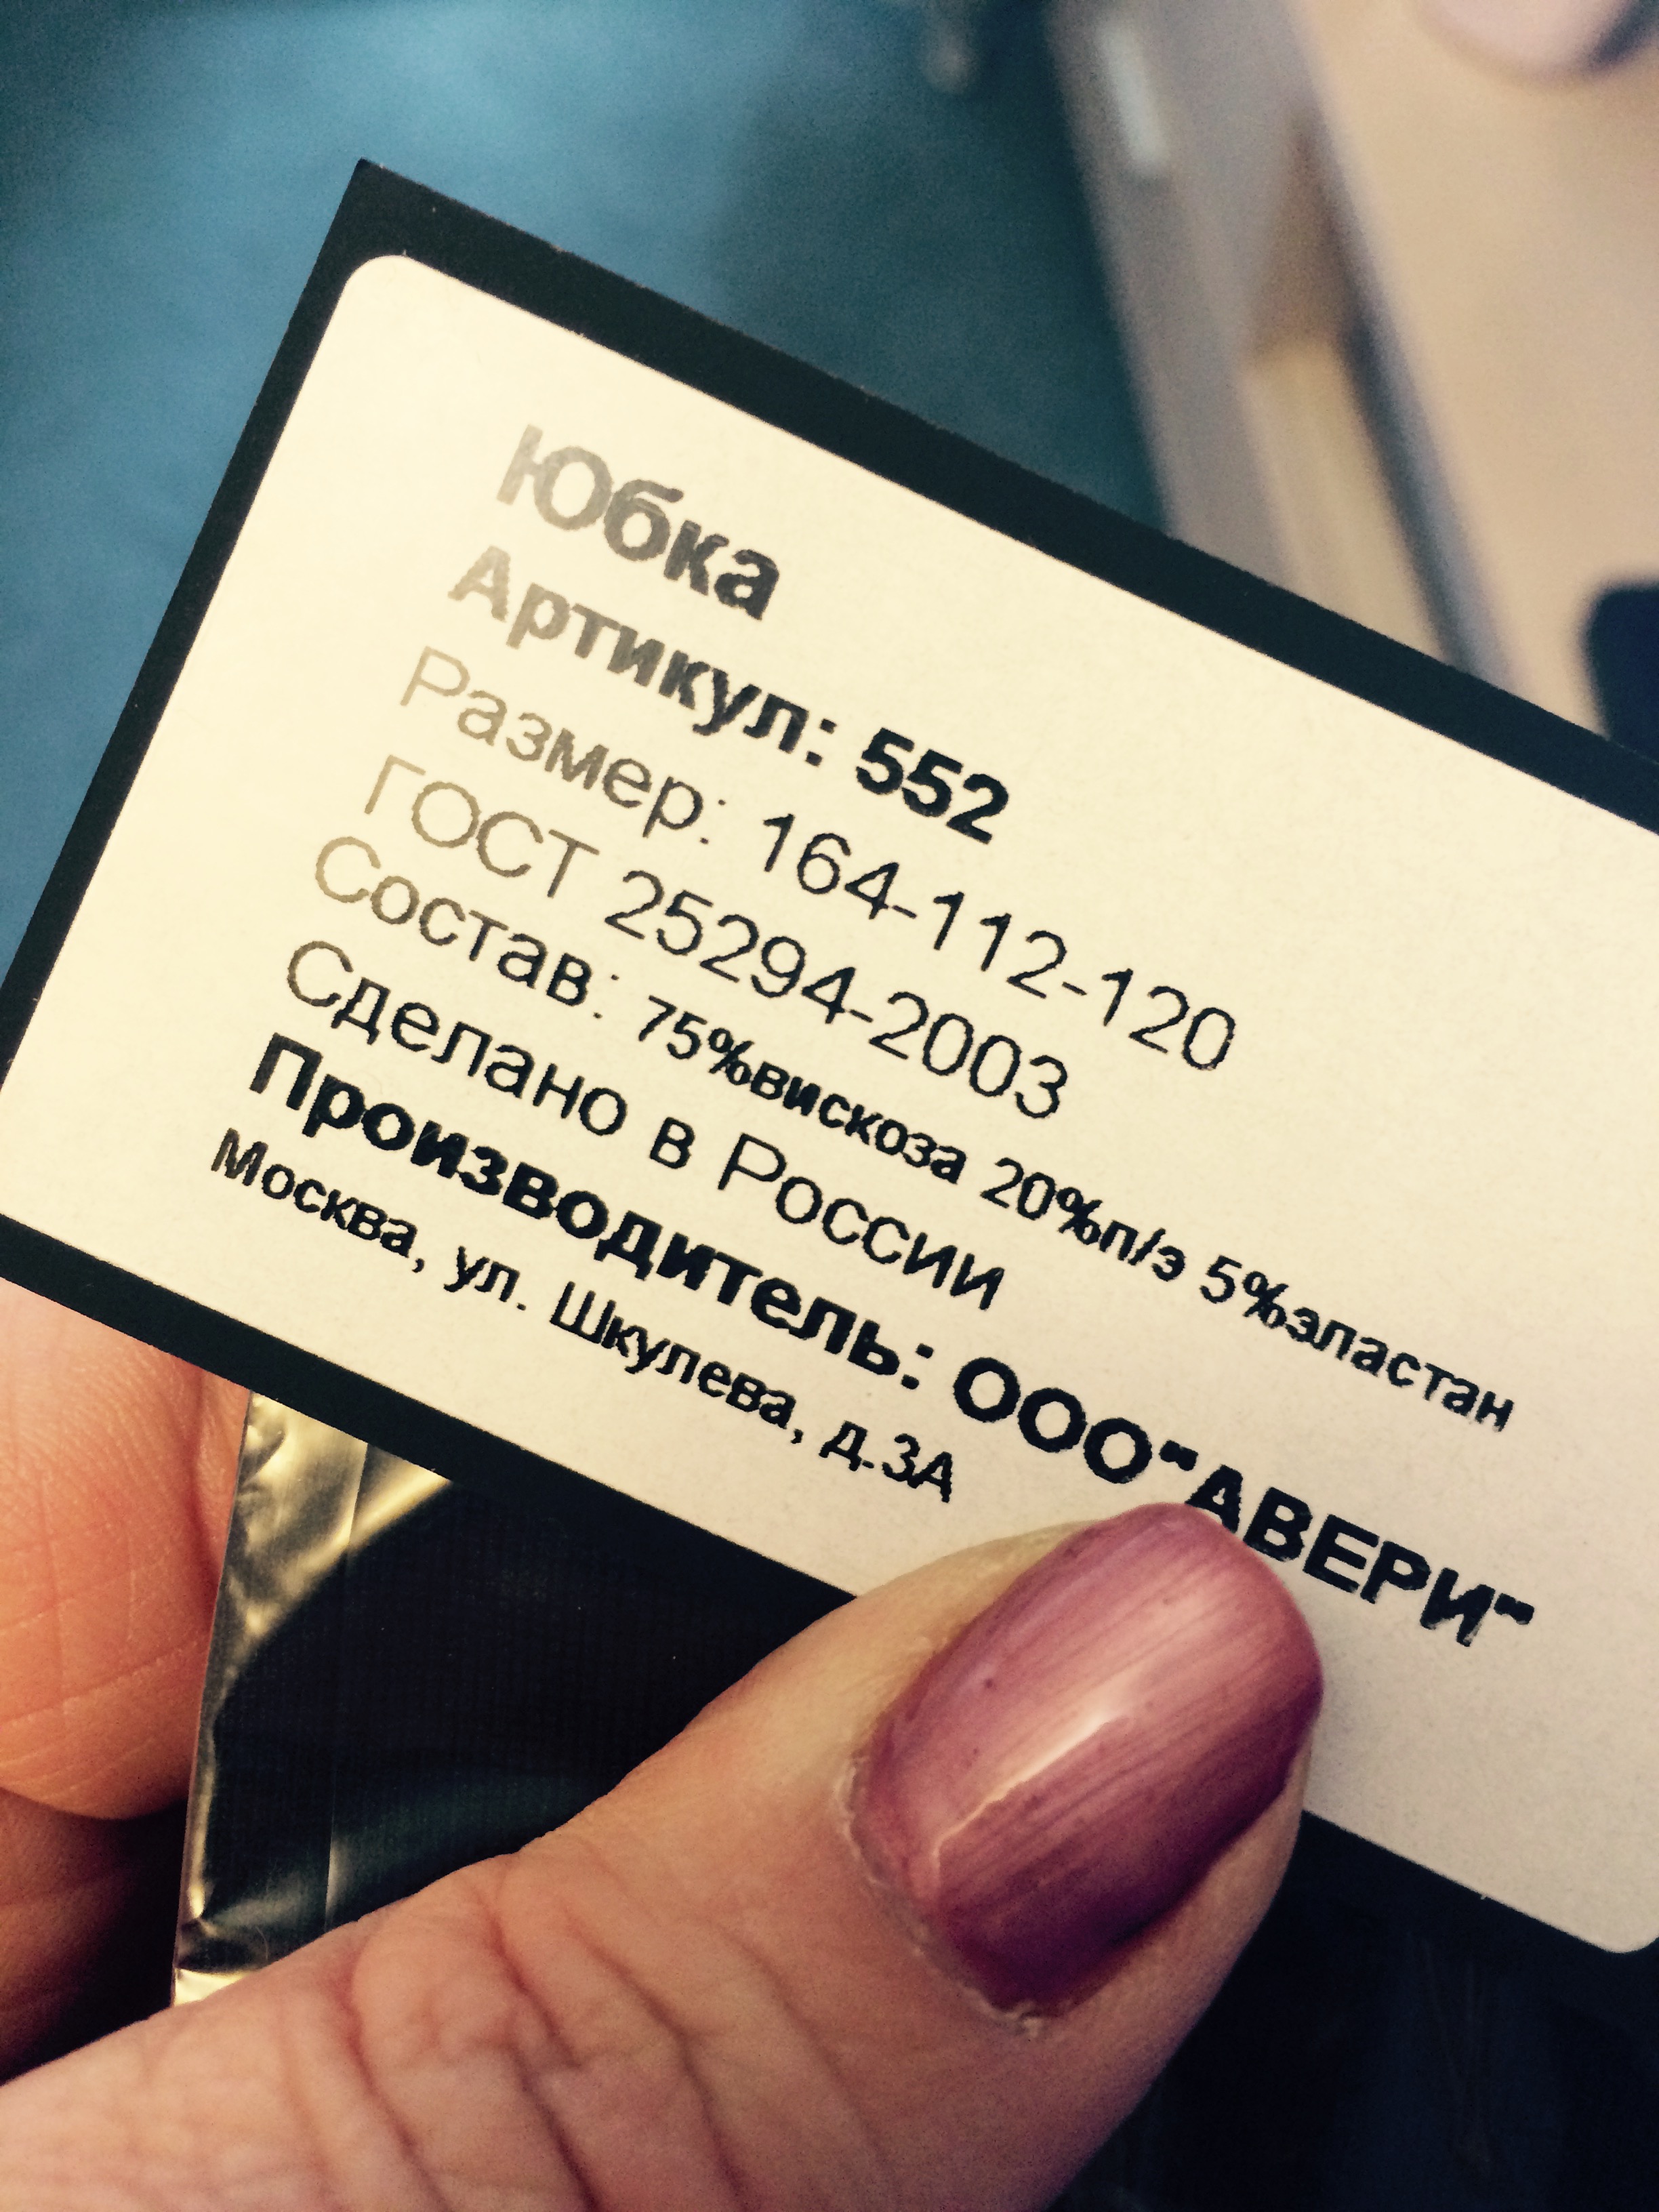 Юбка
Артикул: 552
Размер: 164-112-120
ГОСТ 25294-2003
Состав: 75%вискоза 20%п/э 5%эластан
Сделано в России
Производитель: ООО"АВЕРИ"
Москва, ул. Шкулева, д.3А